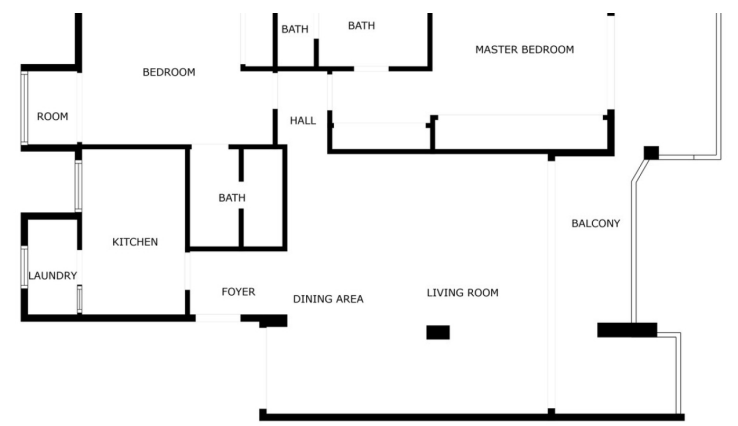 BATH
BATH
MASTER BEDROOM
BEDROOM
ROOM
HALL
BATH
BALCONY
KITCHEN
LAUNDRY
FOYER
DINING AREA
LIVING ROOM